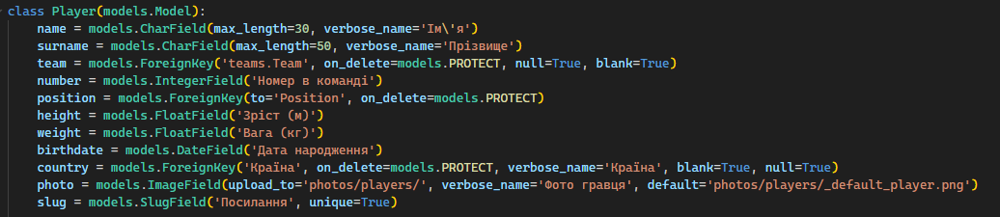 class Player(models.Model):
    name = models.CharField(max_length=30, verbose_name='Ім\'я')
    surname = models.CharField(max_length=50, verbose_name='Прізвище')
    team = models.ForeignKey('teams.Team', on_delete=models.PROTECT, null=True, blank=True)
    number = models.IntegerField('Номер в команді')
    position = models.ForeignKey(to='Position', on_delete=models.PROTECT)
    height = models.FloatField('Зріст (м)')
    weight = models.FloatField('Вага (кг)')
    birthdate = models.DateField('Дата народження')
    country = models.ForeignKey('Країна', on_delete=models.PROTECT, verbose_name='Країна', blank=True, null=True)
    photo = models.ImageField(upload_to='photos/players/', verbose_name='Фото гравця', default='photos/players/_default_player.png')
    slug = models.SlugField('Посилання', unique=True)